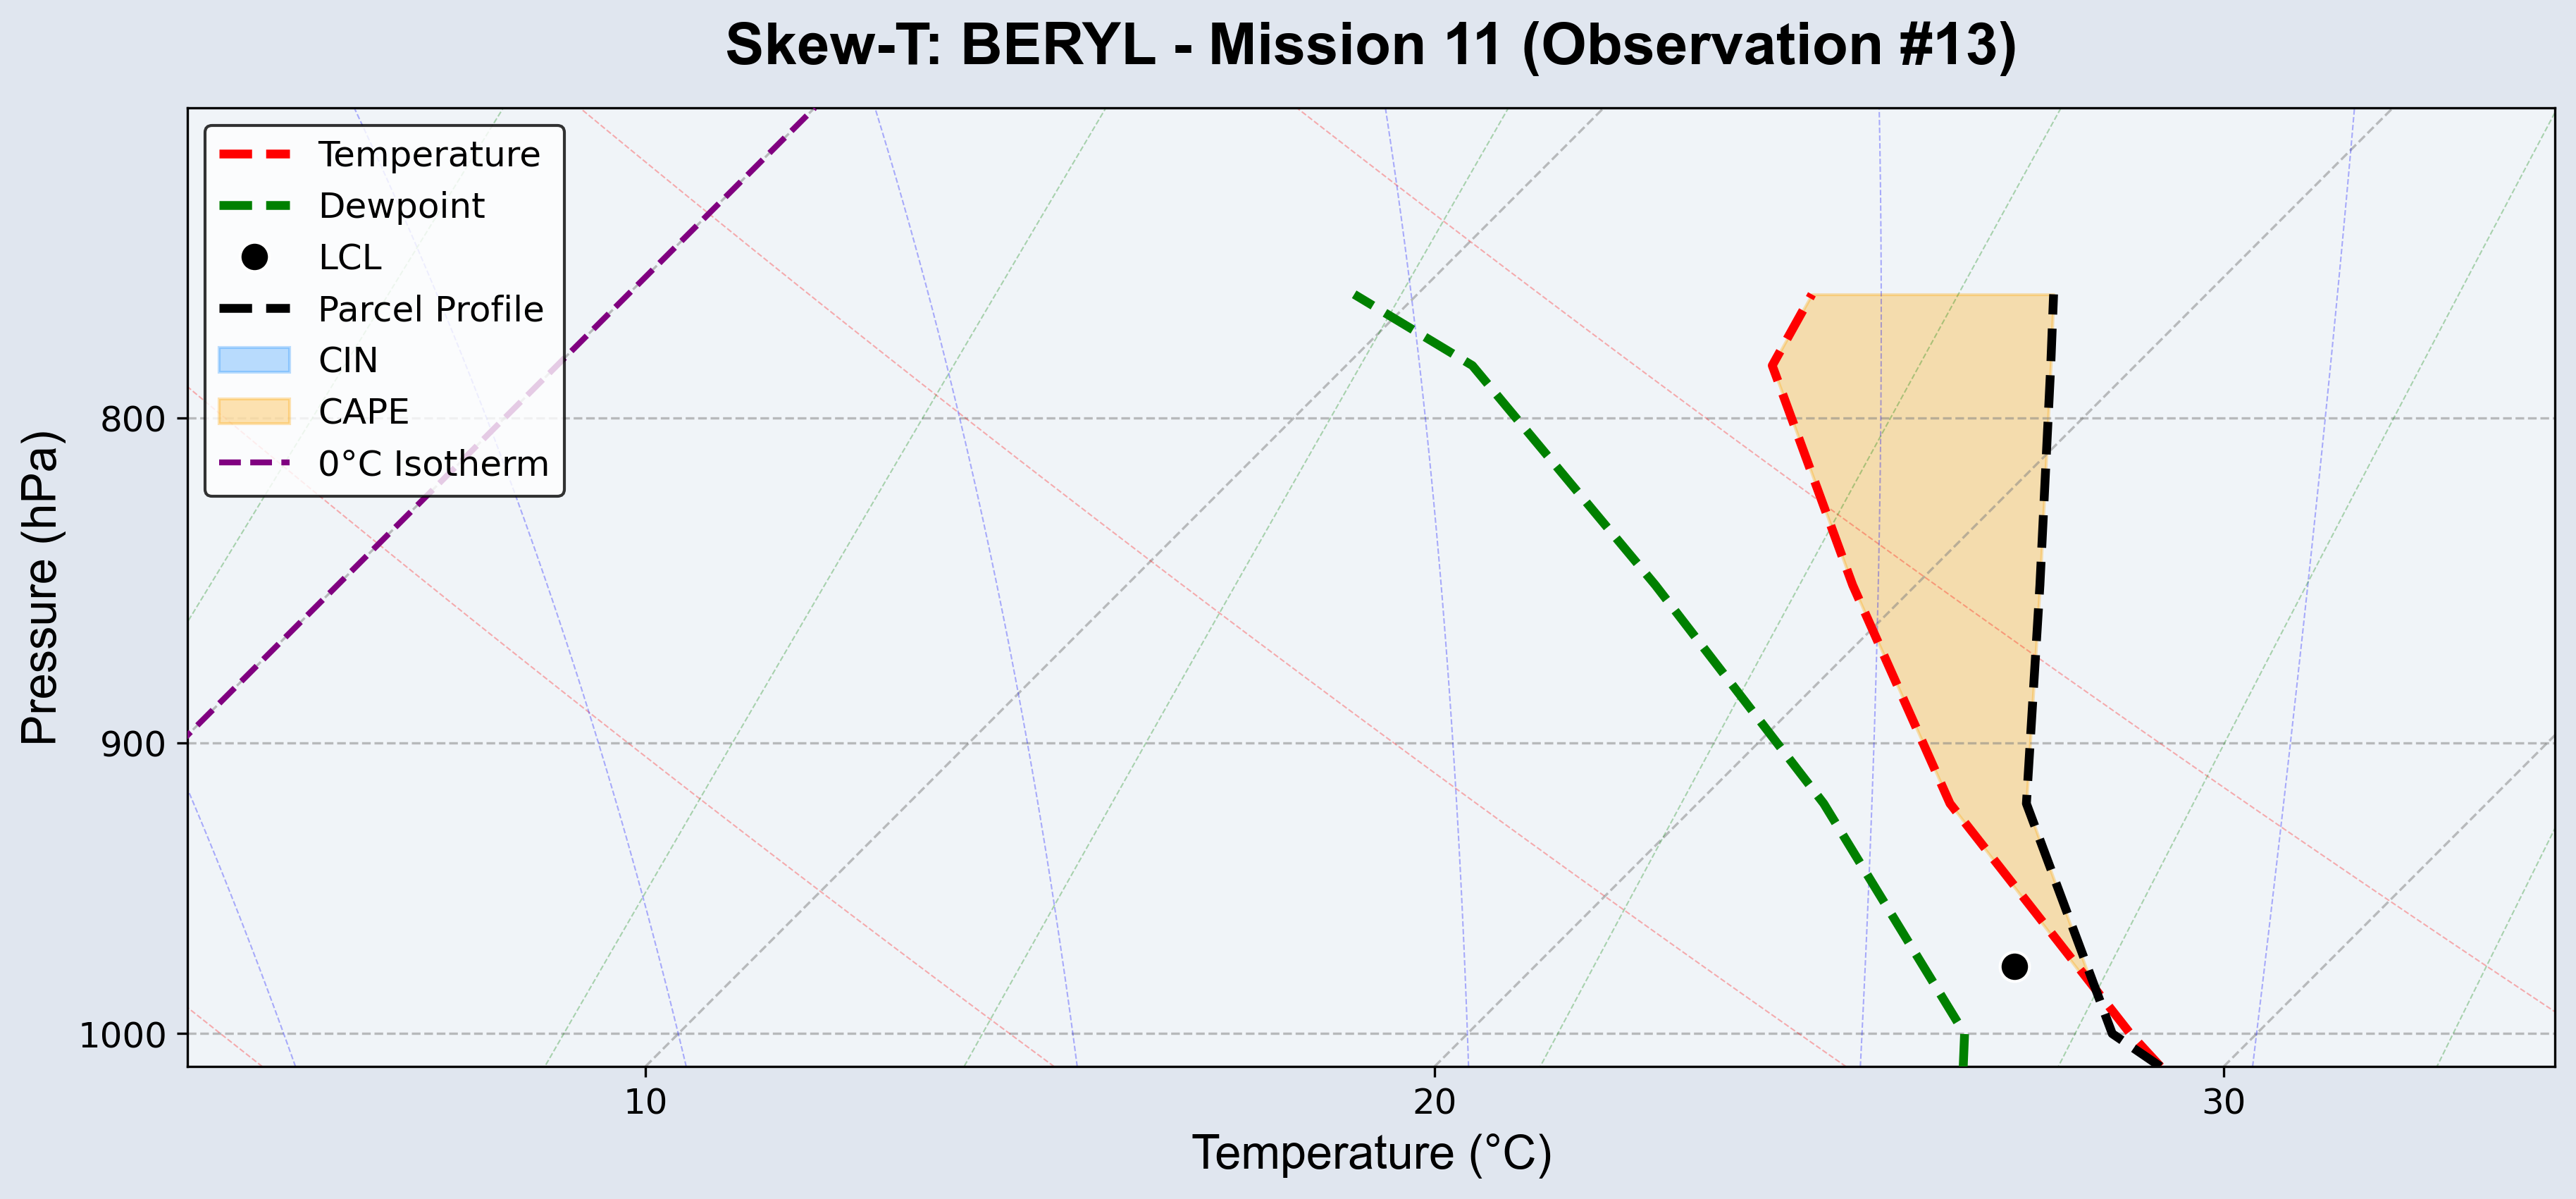 Skew-T: BERYL - Mission 11 (Observation #13)
Temperature
Dewpoint
LCL
Parcel Profile
CIN
CAPE
0°C Isotherm
Pressure (hPa)
800
900
1000
10
20
30
Temperature (°C)